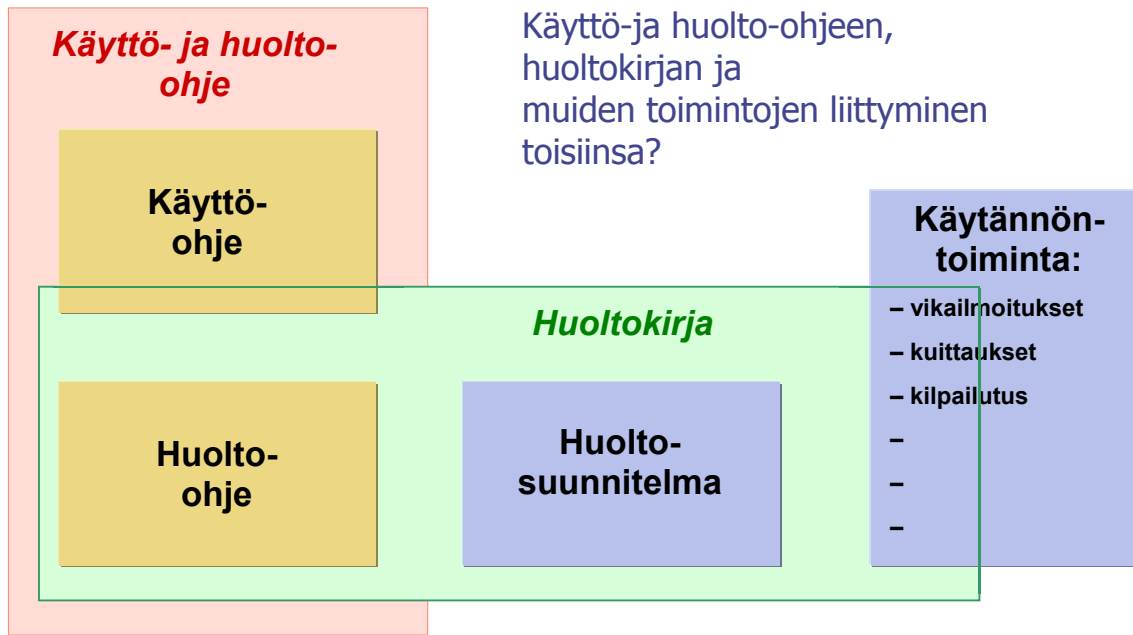 Käyttö- ja huolto-
ohje
Käyttö-ja huolto-ohjeen,
huoltokirjan ja
muiden toimintojen liittyminen
toisiinsa?
Käyttö-
ohje
Käytännön-
toiminta:
– vikailmoitukset
– kuittaukset
– kilpailutus
–
–
–
Huoltokirja
Huolto-
ohje
Huolto-
suunnitelma